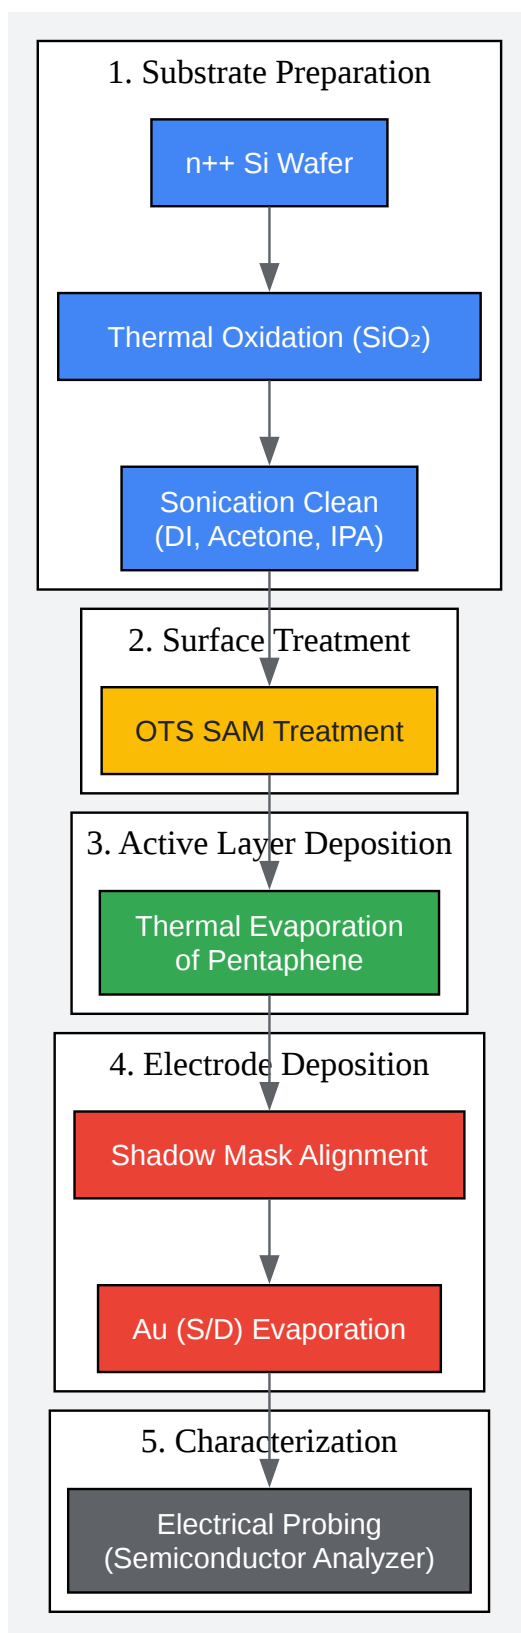 1. Substrate Preparation
n++ Si Wafer
Thermal Oxidation (SiO₂)
Sonication Clean
(DI, Acetone, IPA)
2. Surface Treatment
OTS SAM Treatment
3. Active Layer Deposition
Thermal Evaporation
of Pentaphene
4. Electrode Deposition
Shadow Mask Alignment
Au (S/D) Evaporation
5. Characterization
Electrical Probing
(Semiconductor Analyzer)